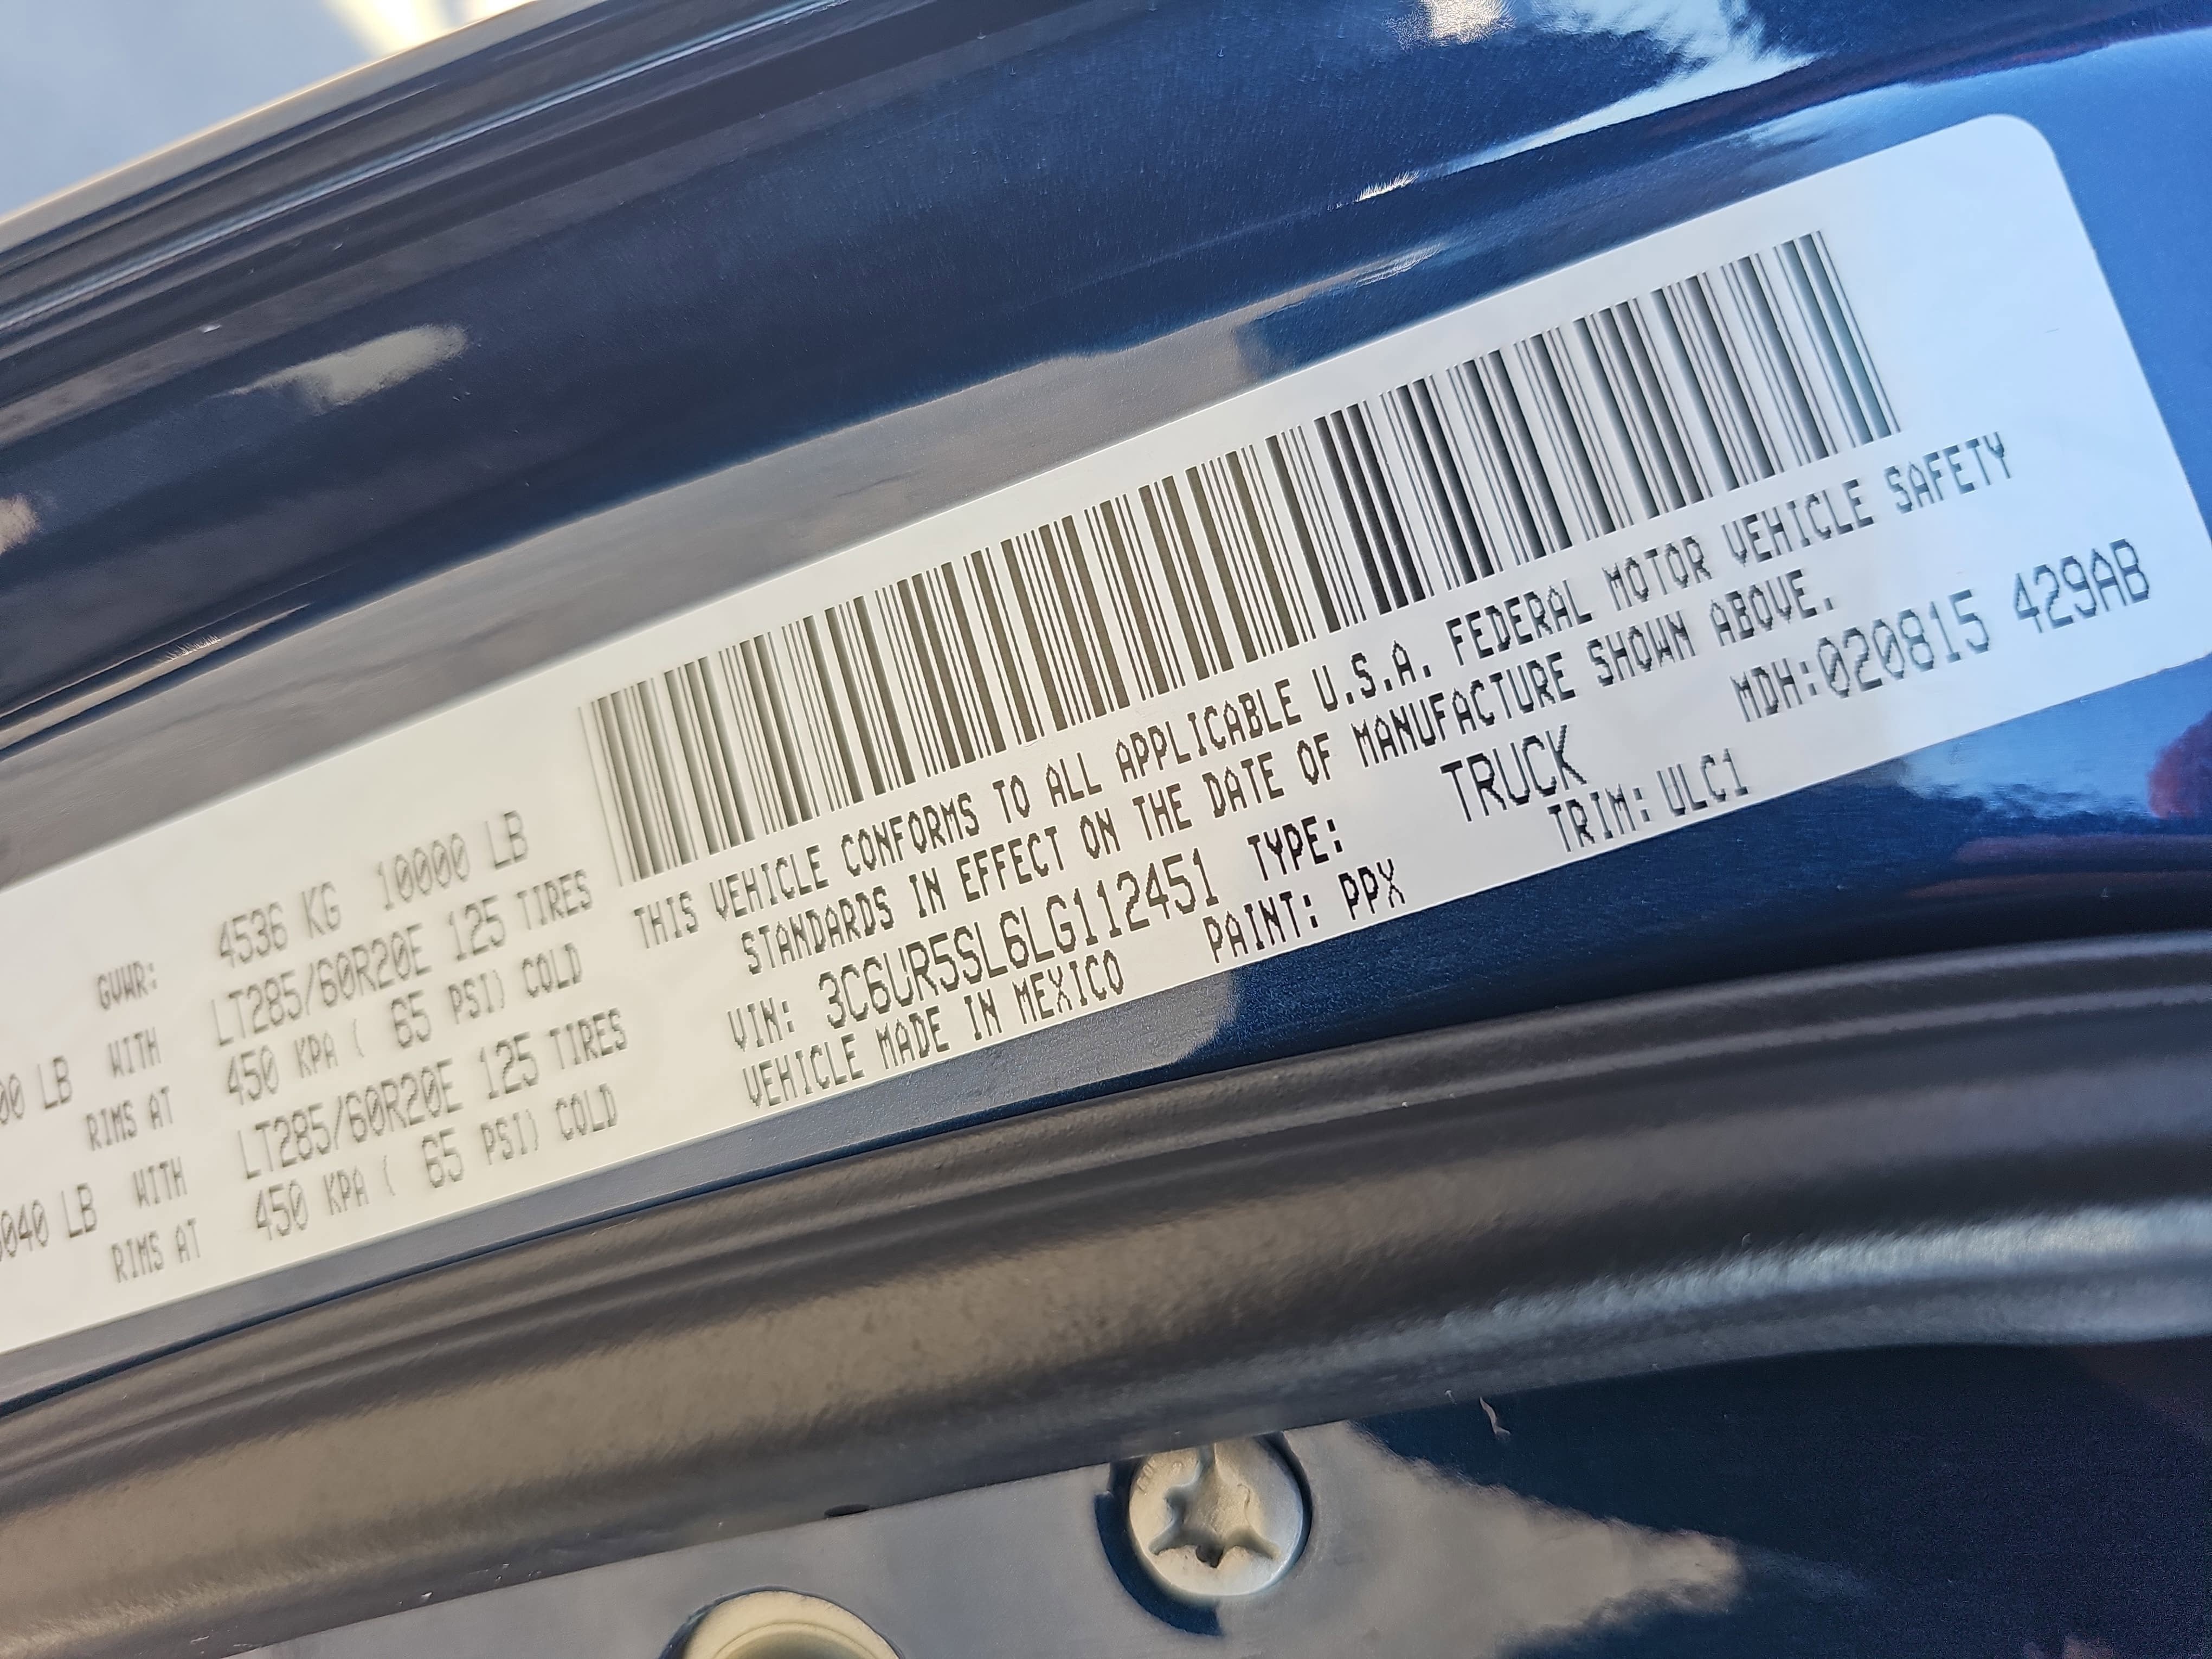 GVWR: 4536 KG 10000 LB
00 LB WITH LT285/60R20E 125 TIRES
RIMS AT 450 KPA ( 65 PSI) COLD
040 LB WITH LT285/60R20E 125 TIRES
RIMS AT 450 KPA ( 65 PSI) COLD
THIS VEHICLE CONFORMS TO ALL APPLICABLE U.S.A. FEDERAL MOTOR VEHICLE SAFETY
STANDARDS IN EFFECT ON THE DATE OF MANUFACTURE SHOWN ABOVE.
VIN: 3C6UR5SL6LG112451 TYPE: TRUCK MDH:020815 429AB
VEHICLE MADE IN MEXICO PAINT: PPX TRIM: ULC1